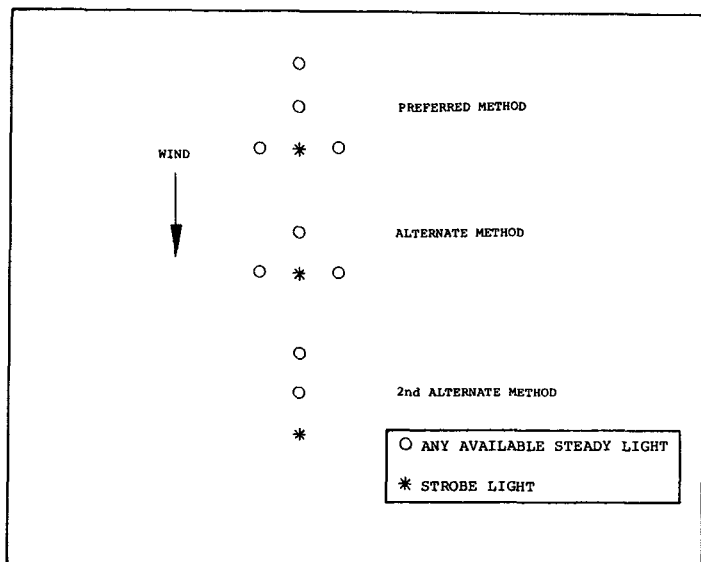 PREFERRED METHOD
WIND
ALTERNATE METHOD
2nd ALTERNATE METHOD
ANY AVAILABLE STEADY LIGHT
STROBE LIGHT